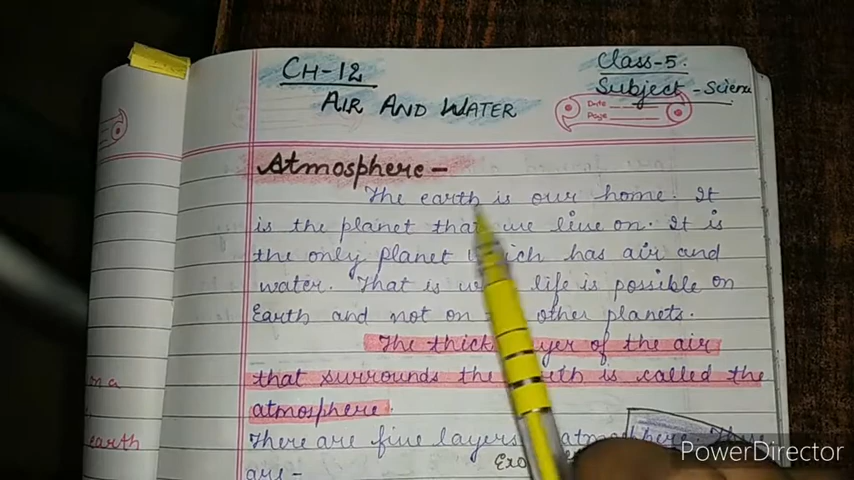 CH-12
AIR AND WATER
Class-5.
Subject - Science
Date
Page
Atmosphere -
The earth is our home. It
is the planet that we live on. It is
the only planet which has air and
water. That is life is possible on
Earth and not on other planets.
The thick layer of the air
that surrounds the Earth is called the
atmosphere.
There are five layers atmosphere. They
are -
earth
PowerDirector